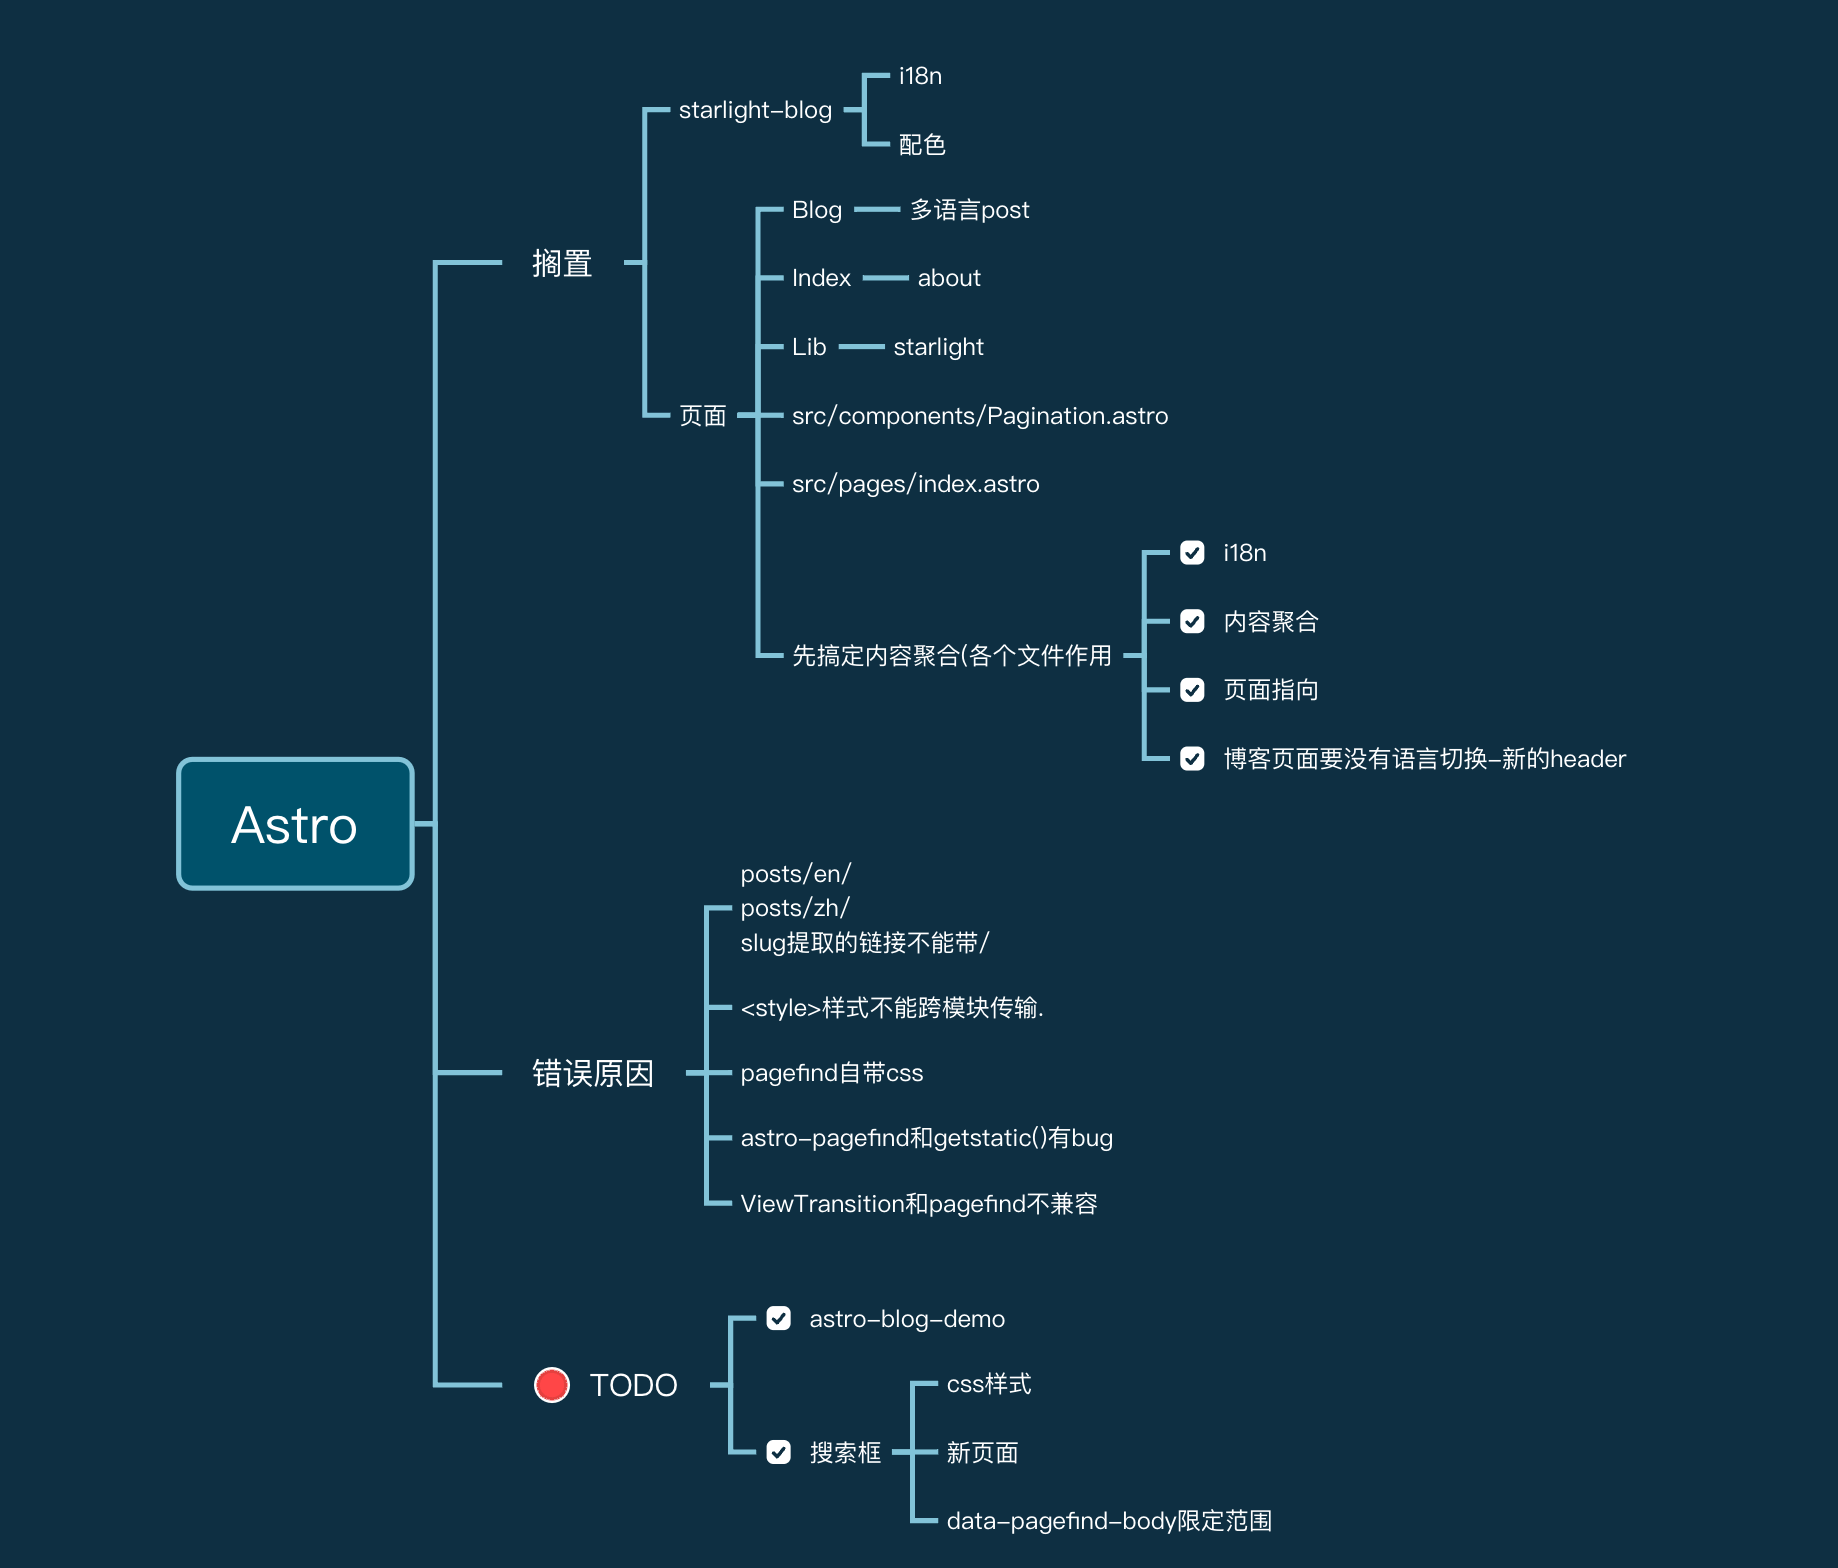 Astro
搁置
starlight-blog
i18n
配色
页面
Blog
多语言post
Index
about
Lib
starlight
src/components/Pagination.astro
src/pages/index.astro
先搞定内容聚合(各个文件作用
i18n
内容聚合
页面指向
博客页面要没有语言切换-新的header
错误原因
posts/en/
posts/zh/
slug提取的链接不能带/
<style>样式不能跨模块传输.
pagefind自带css
astro-pagefind和getstatic()有bug
ViewTransition和pagefind不兼容
TODO
astro-blog-demo
搜索框
css样式
新页面
data-pagefind-body限定范围